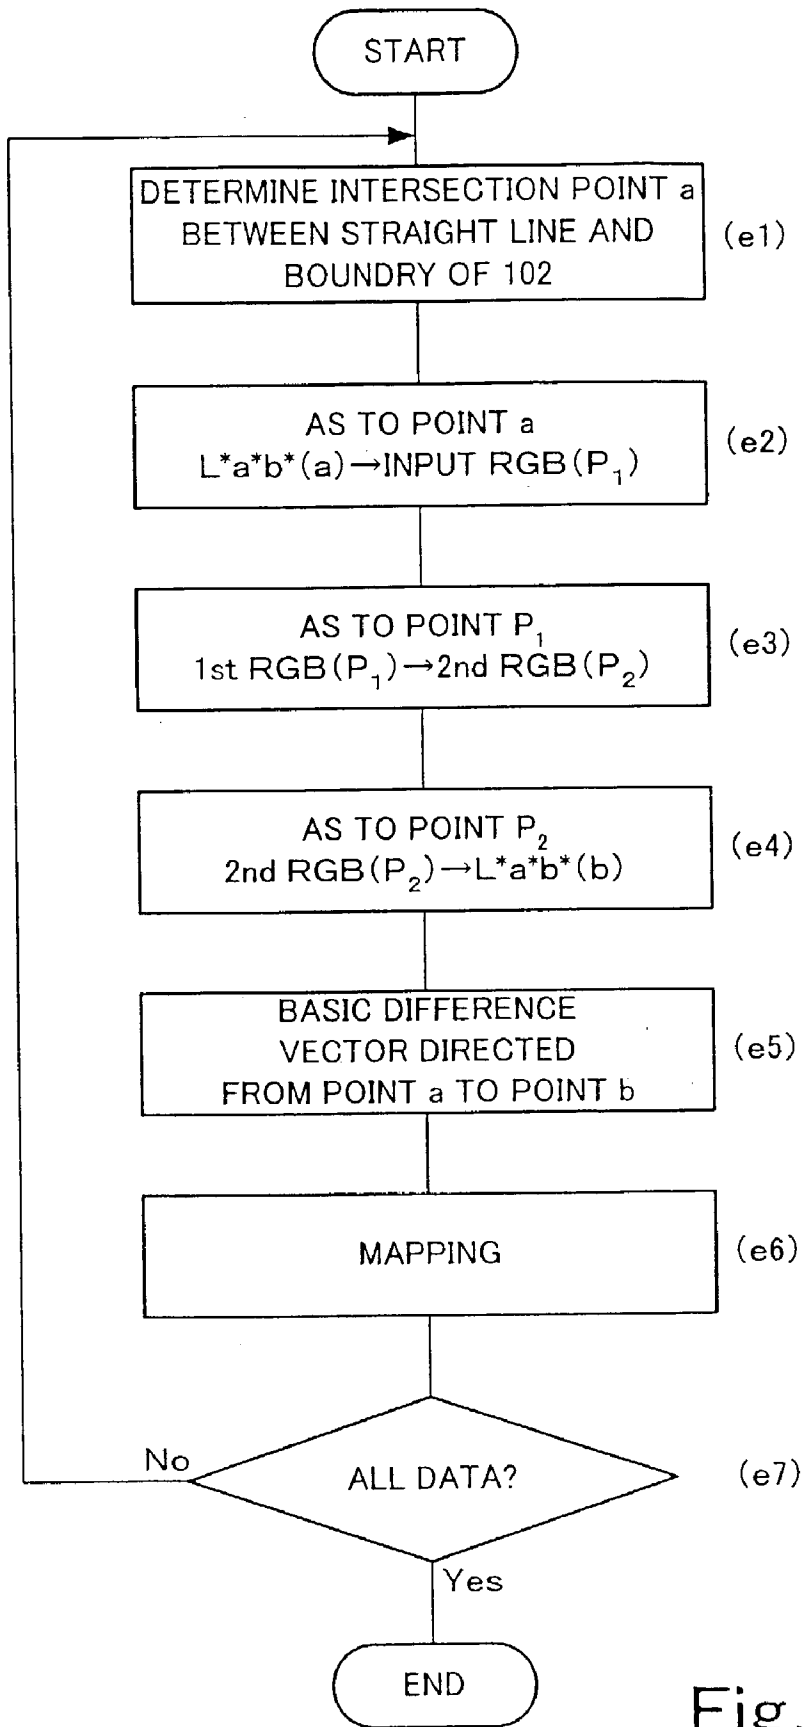 START
DETERMINE INTERSECTION POINT a
BETWEEN STRAIGHT LINE AND
BOUNDRY OF 102
(e1)
AS TO POINT a
L*a*b*(a)→INPUT RGB(P₁)
(e2)
AS TO POINT P₁
1st RGB(P₁)→2nd RGB(P₂)
(e3)
AS TO POINT P₂
2nd RGB(P₂)→L*a*b*(b)
(e4)
BASIC DIFFERENCE
VECTOR DIRECTED
FROM POINT a TO POINT b
(e5)
MAPPING
(e6)
ALL DATA?
(e7)
No
Yes
END
Fig.